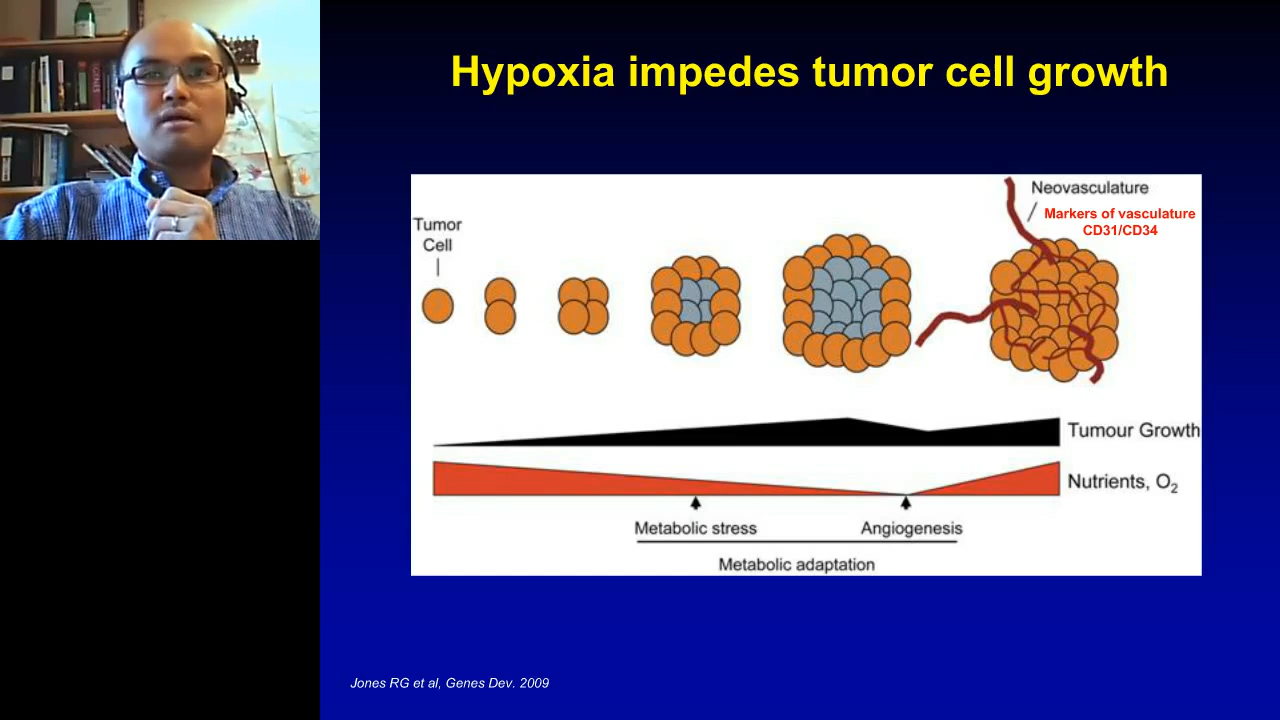 Hypoxia impedes tumor cell growth
Neovasculature
Markers of vasculature
CD31/CD34
Tumor
Cell
Tumour Growth
Nutrients, O₂
Metabolic stress
Angiogenesis
Metabolic adaptation
Jones RG et al, Genes Dev. 2009